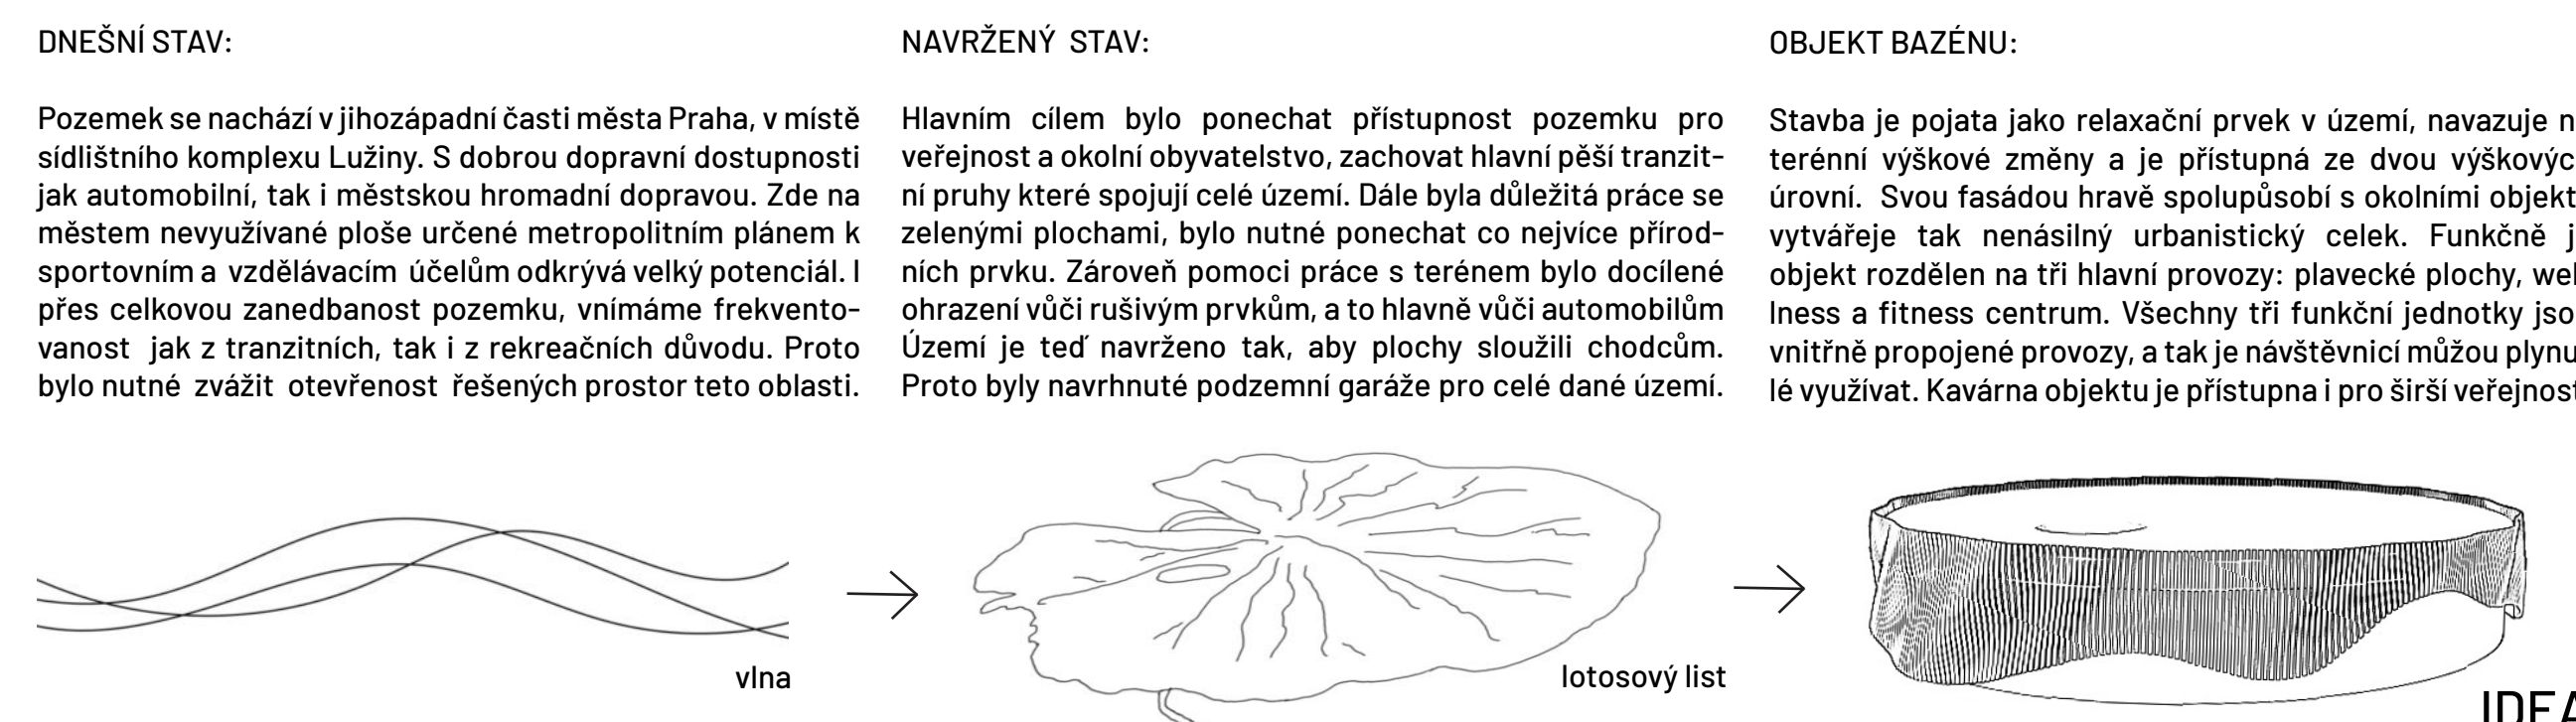 DNEŠNÍ STAV:
Pozemek se nachází v jihozápadní časti města Praha, v místě
sídlištního komplexu Lužiny. S dobrou dopravní dostupnosti
jak automobilní, tak i městskou hromadní dopravou. Zde na
městem nevyužívané ploše určené metropolitním plánem k
sportovním a vzdělávacím účelům odkrývá velký potenciál. I
přes celkovou zanedbanost pozemku, vnímáme frekvento-
vanost jak z tranzitních, tak i z rekreačních důvodu. Proto
bylo nutné zvážit otevřenost řešených prostor teto oblasti.
NAVRŽENÝ STAV:
Hlavním cílem bylo ponechat přístupnost pozemku pro
veřejnost a okolní obyvatelstvo, zachovat hlavní pěší tranzit-
ní pruhy které spojují celé území. Dále byla důležitá práce se
zelenými plochami, bylo nutné ponechat co nejvíce přírod-
ních prvku. Zároveň pomoci práce s terénem bylo docílené
ohrazení vůči rušivým prvkům, a to hlavně vůči automobilům
Území je teď navrženo tak, aby plochy sloužili chodcům.
Proto byly navrhnuté podzemní garáže pro celé dané území.
OBJEKT BAZÉNU:
Stavba je pojata jako relaxační prvek v území, navazuje n
terénní výškové změny a je přístupná ze dvou výškovýc
úrovní. Svou fasádou hravě spolupůsobí s okolními objekt
vytvářeje tak nenásilný urbanistický celek. Funkčně j
objekt rozdělen na tři hlavní provozy: plavecké plochy, wel
lness a fitness centrum. Všechny tři funkční jednotky jso
vnitřně propojené provozy, a tak je návštěvnicí můžou plynu
lé využívat. Kavárna objektu je přístupna i pro širší veřejnost
vlna
lotosový list
IDEA